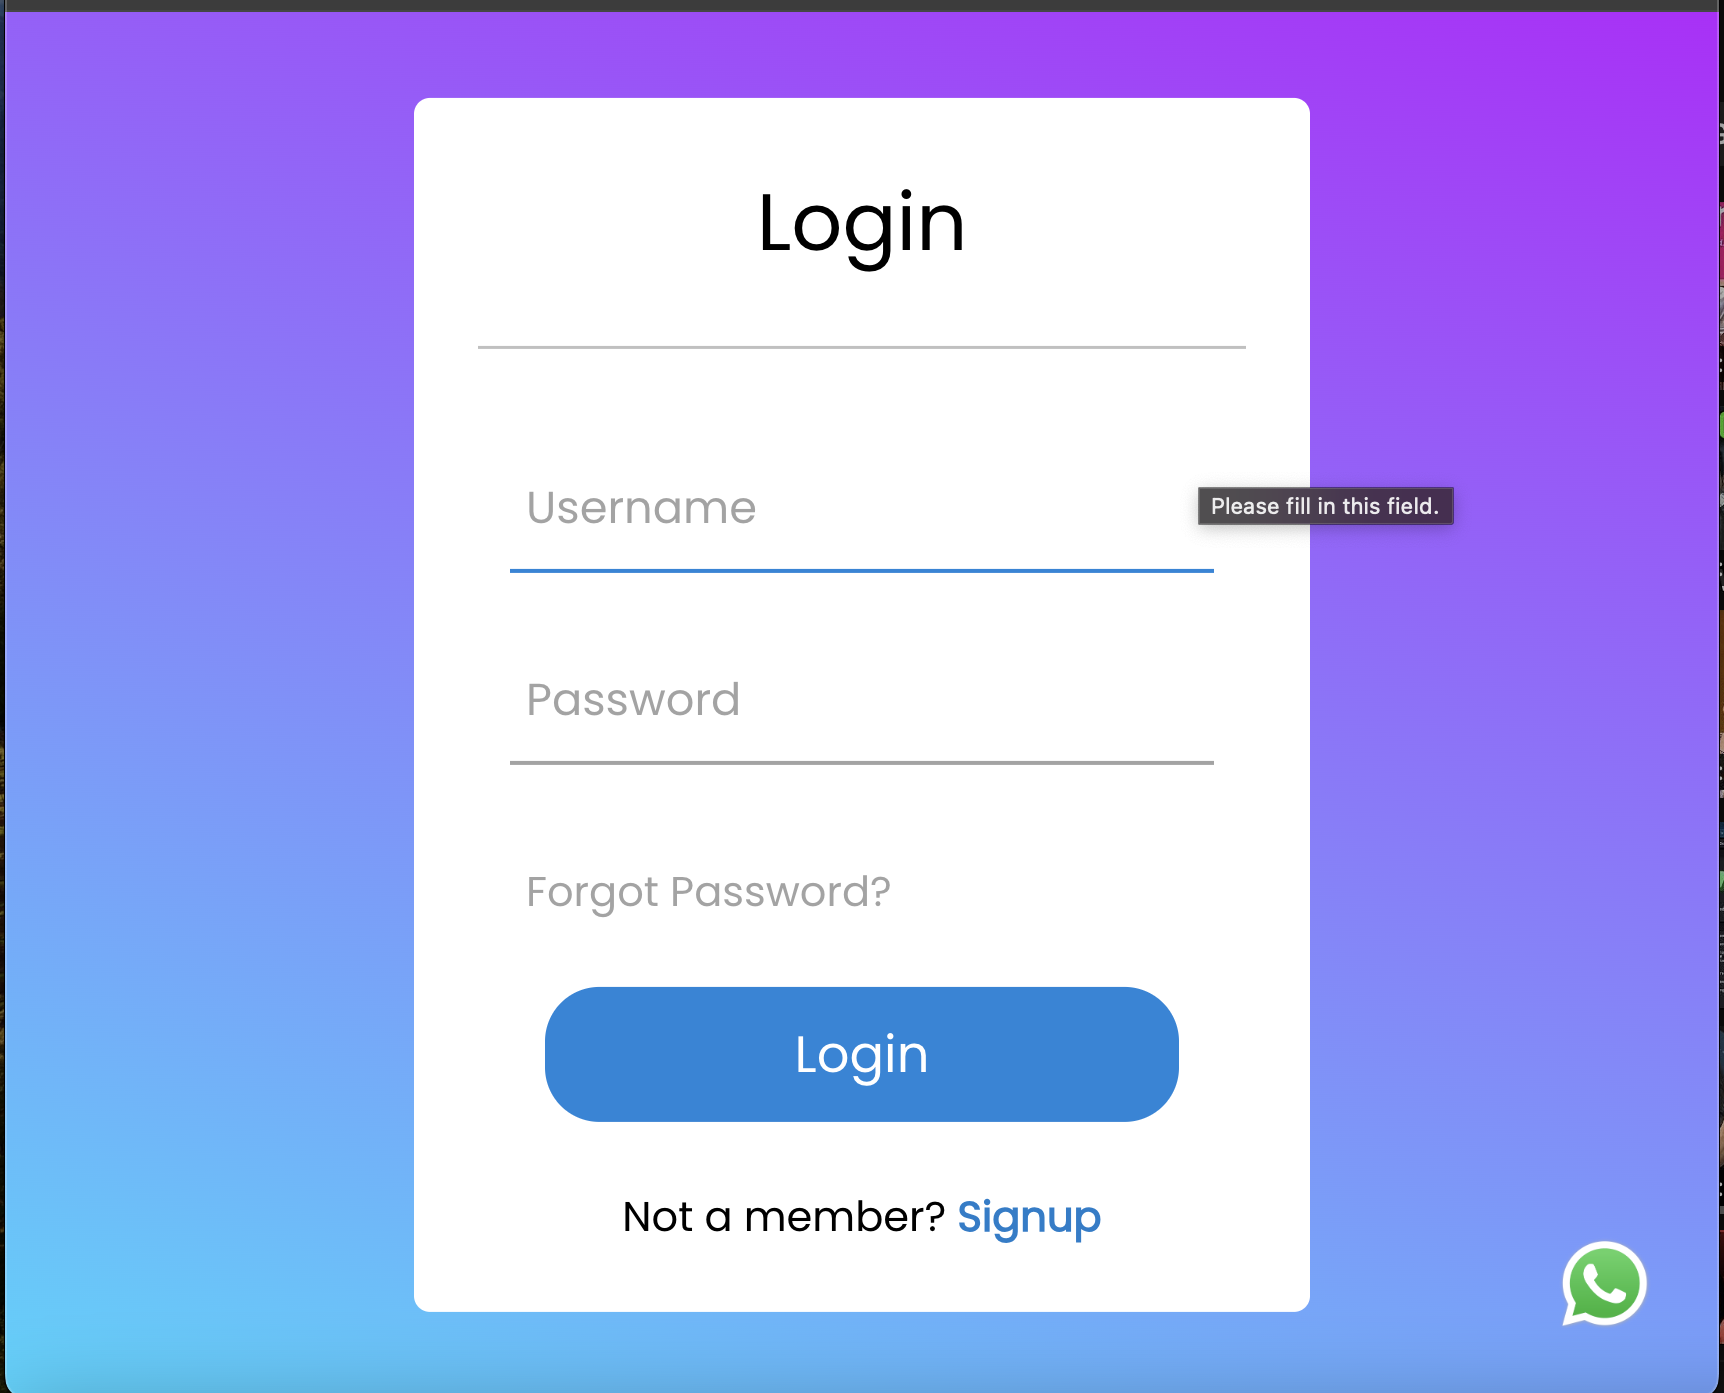 Login
Username
Please fill in this field.
Password
Forgot Password?
Login
Not a member? Signup